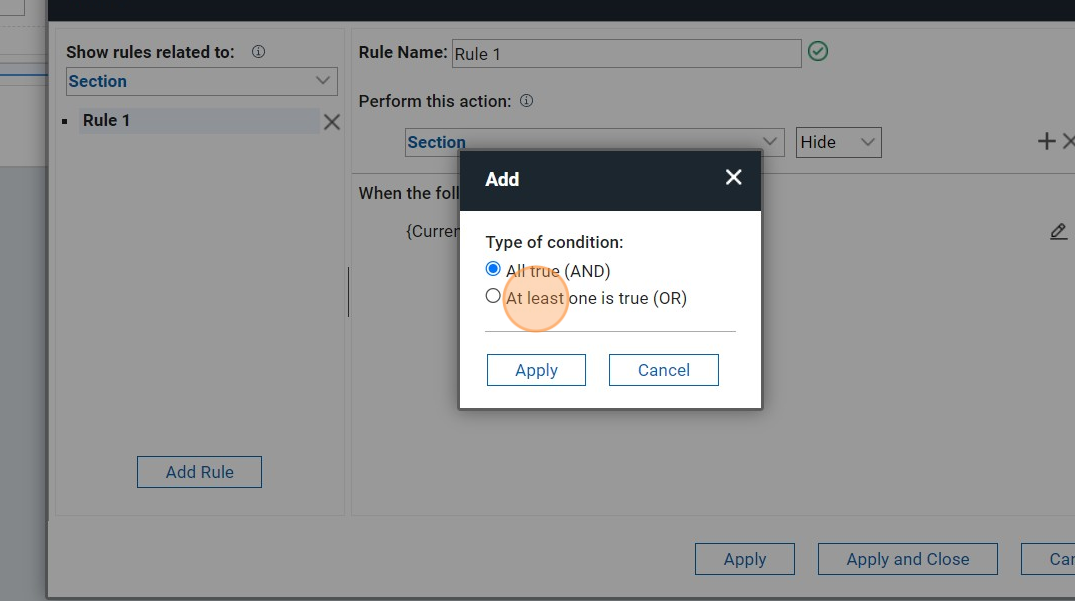 Show rules related to:
Section
Rule 1
Add Rule
Rule Name: Rule 1
Perform this action:
Section Hide
When the foll
{Curren
Add
Type of condition:
All true (AND)
At least one is true (OR)
Apply Cancel
Apply Apply and Close Can